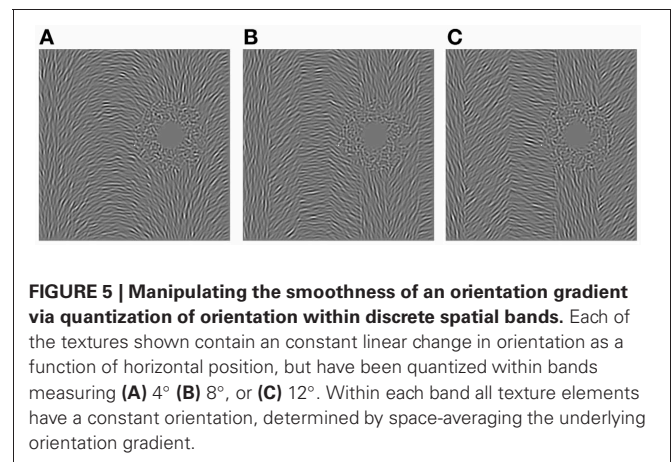 A B C
FIGURE 5 | Manipulating the smoothness of an orientation gradient
via quantization of orientation within discrete spatial bands. Each of
the textures shown contain an constant linear change in orientation as a
function of horizontal position, but have been quantized within bands
measuring (A) 4° (B) 8°, or (C) 12°. Within each band all texture elements
have a constant orientation, determined by space-averaging the underlying
orientation gradient.